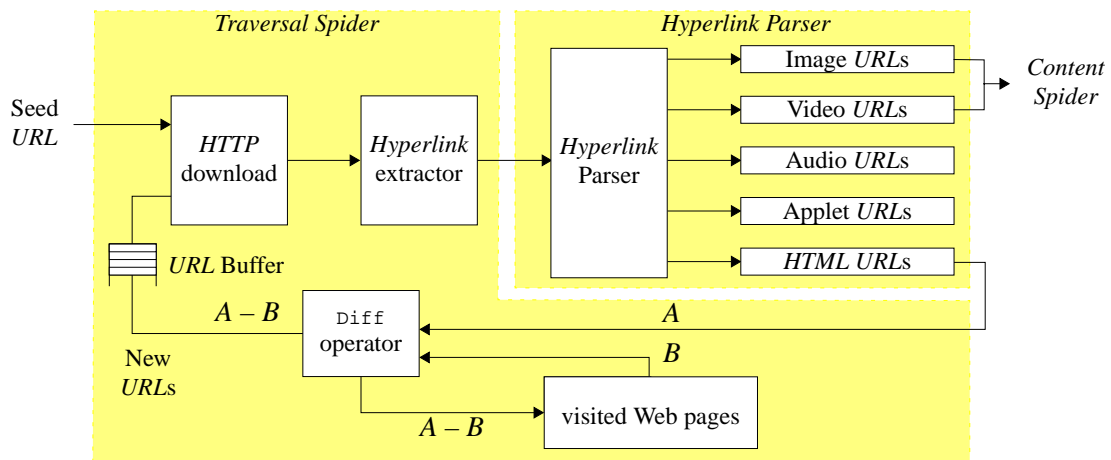 Traversal Spider
Hyperlink Parser
Seed
URL
HTTP
download
Hyperlink
extractor
Hyperlink
Parser
Image URLs
Video URLs
Audio URLs
Applet URLs
HTML URLs
Content
Spider
URL Buffer
A – B
New
URLs
Diff
operator
A
B
A – B
visited Web pages